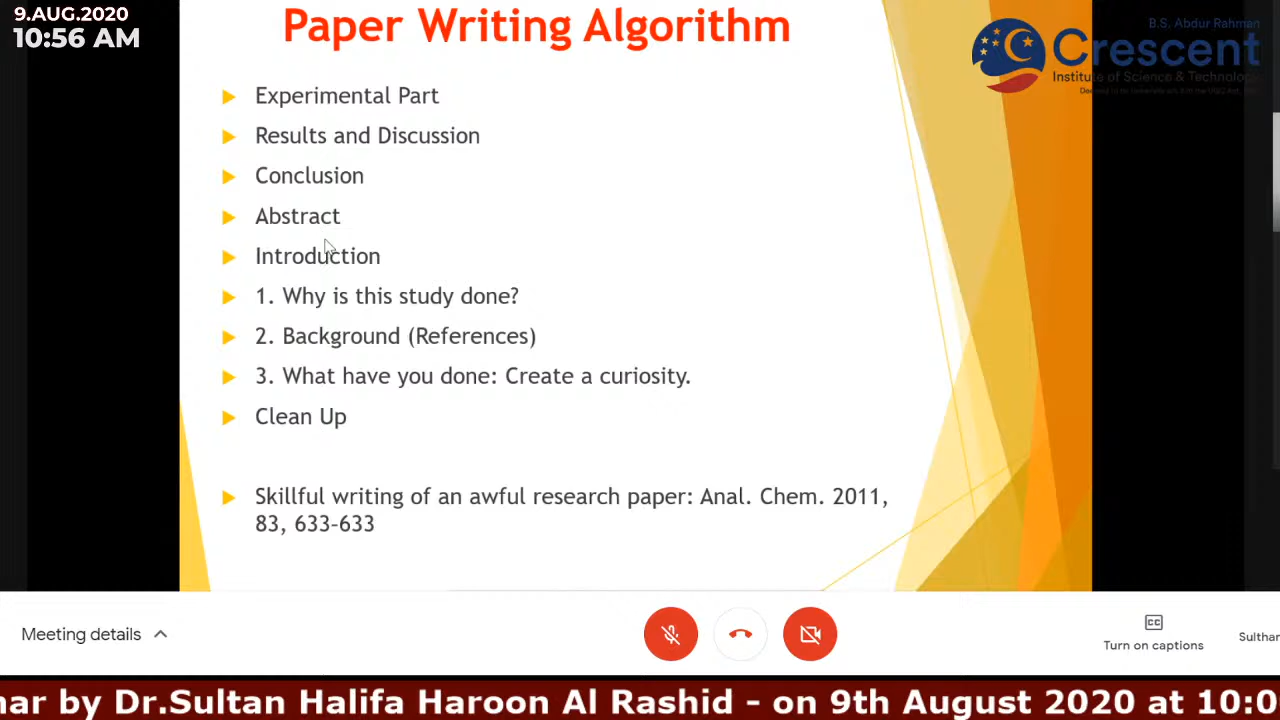 9.AUG.2020
10:56 AM
Paper Writing Algorithm
B.S. Abdur Rahman
Crescent
Institute of Science & Technology
Experimental Part
Results and Discussion
Conclusion
Abstract
Introduction
1. Why is this study done?
2. Background (References)
3. What have you done: Create a curiosity.
Clean Up
Skillful writing of an awful research paper: Anal. Chem. 2011,
83, 633-633
Meeting details
Turn on captions
Sulthan
nar by Dr.Sultan Halifa Haroon Al Rashid - on 9th August 2020 at 10:0